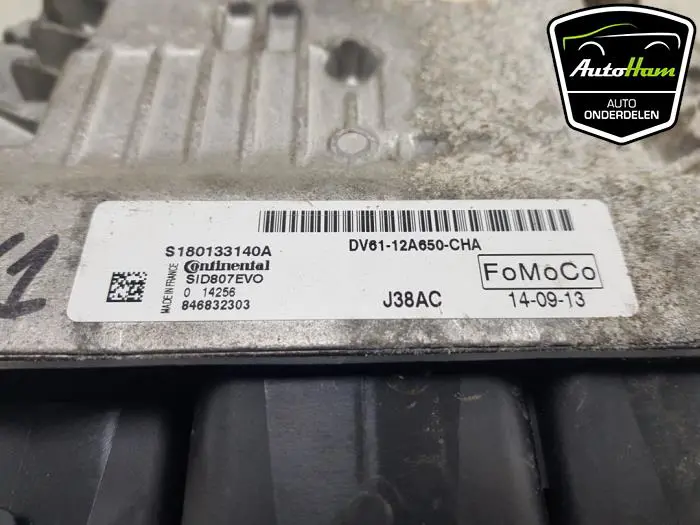 AutoHam
AUTO
ONDERDELEN
S180133140A
DV61-12A650-CHA
MADE IN FRANCE
Continental
SID807EVO
0 14256
846832303
J38AC
FoMoCo
14-09-13